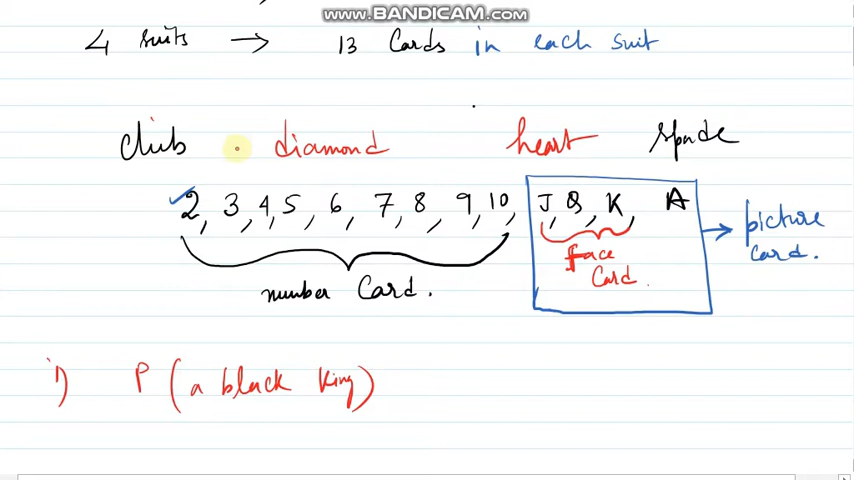 WWW.BANDICAM.COM
4 suits → 13 Cards in each suit
club diamond heart spade
2, 3, 4, 5, 6, 7, 8, 9, 10, J, Q, K, A
picture
card.
face
Card.
number Card.
i) P (a black king)